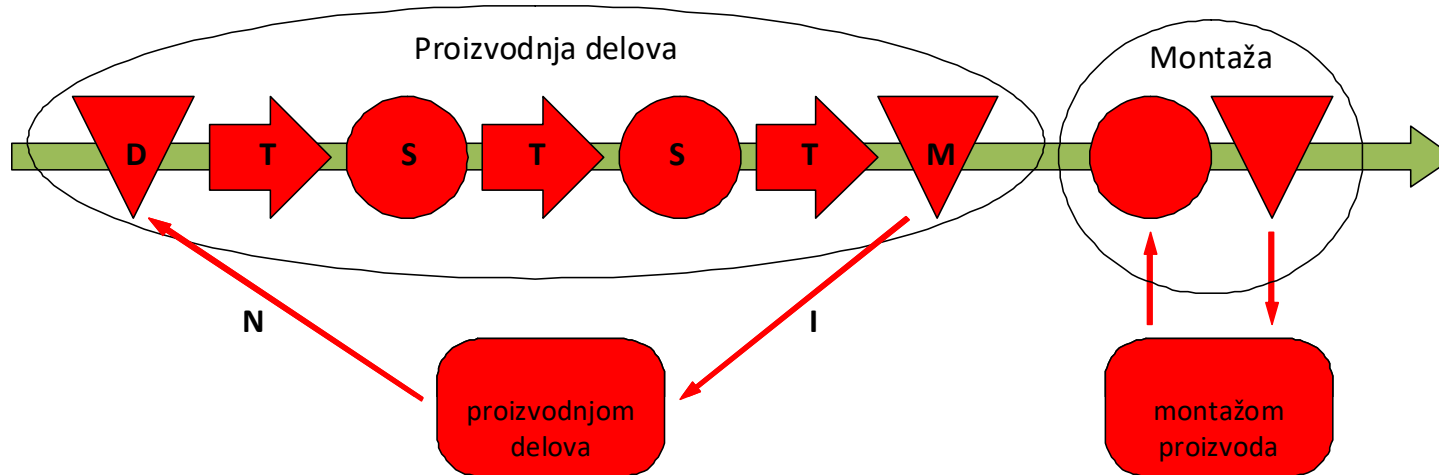 Proizvodnja delova
Montaža
D T S T S T M
N
I
proizvodnjom
delova
montažom
proizvoda